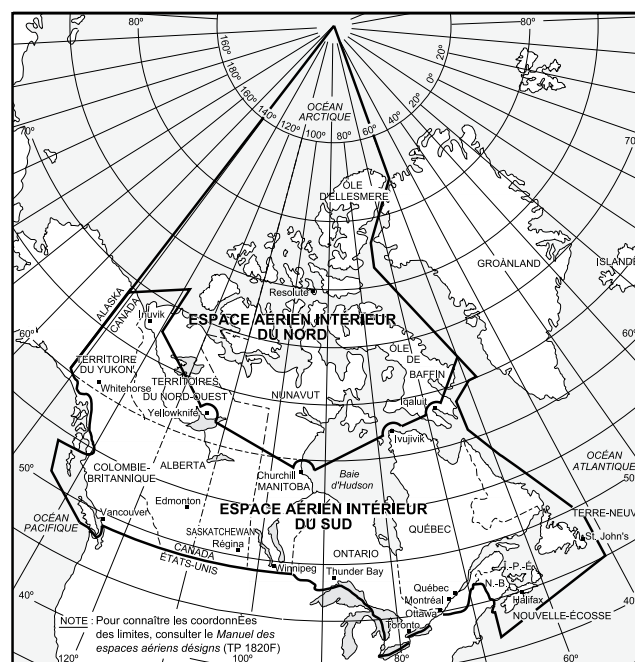 80°
80°
160°
180°
160°
140°
120°
100°
80°
60°
40°
20°
0°
20°
OCÉAN
ARCTIQUE
70°
70°
ÔLE
D'ELLESMERE
GROÀNLAND
ISLANDE
Resolute
ALASKA
CANADA
Inuvik
ESPACE AÉRIEN INTÉRIEUR
DU NORD
60°
60°
TERRITOIRE
DU YUKON
Whitehorse
TERRITOIRES
DU NORD-OUEST
Yellowknife
NUNAVUT
ÔLE
DE
BAFFIN
Iqaluit
Ivujivik
50°
50°
COLOMBIE-
BRITANNIQUE
ALBERTA
Churchill
MANITOBA
Baie
d'Hudson
OCÉAN
ATLANTIQUE
Edmonton
ESPACE AÉRIEN INTÉRIEUR
DU SUD
OCÉAN
PACIFIQUE
Vancouver
SASKATCHEWAN
Régina
QUÉBEC
TERRE-NEUV
St. John's
CANADA
ÉTATS-UNIS
Winnipeg
ONTARIO
Thunder Bay
Î.-P.-É.
N.-B.
Québec
Montréal
Ottawa
Toronto
Halifax
NOUVELLE-ÉCOSSE
40°
40°
NOTE : Pour connaître les coordonnÉes
des limites, consulter le Manuel des
espaces aériens désigns (TP 1820F)
120°
100°
80°
60°